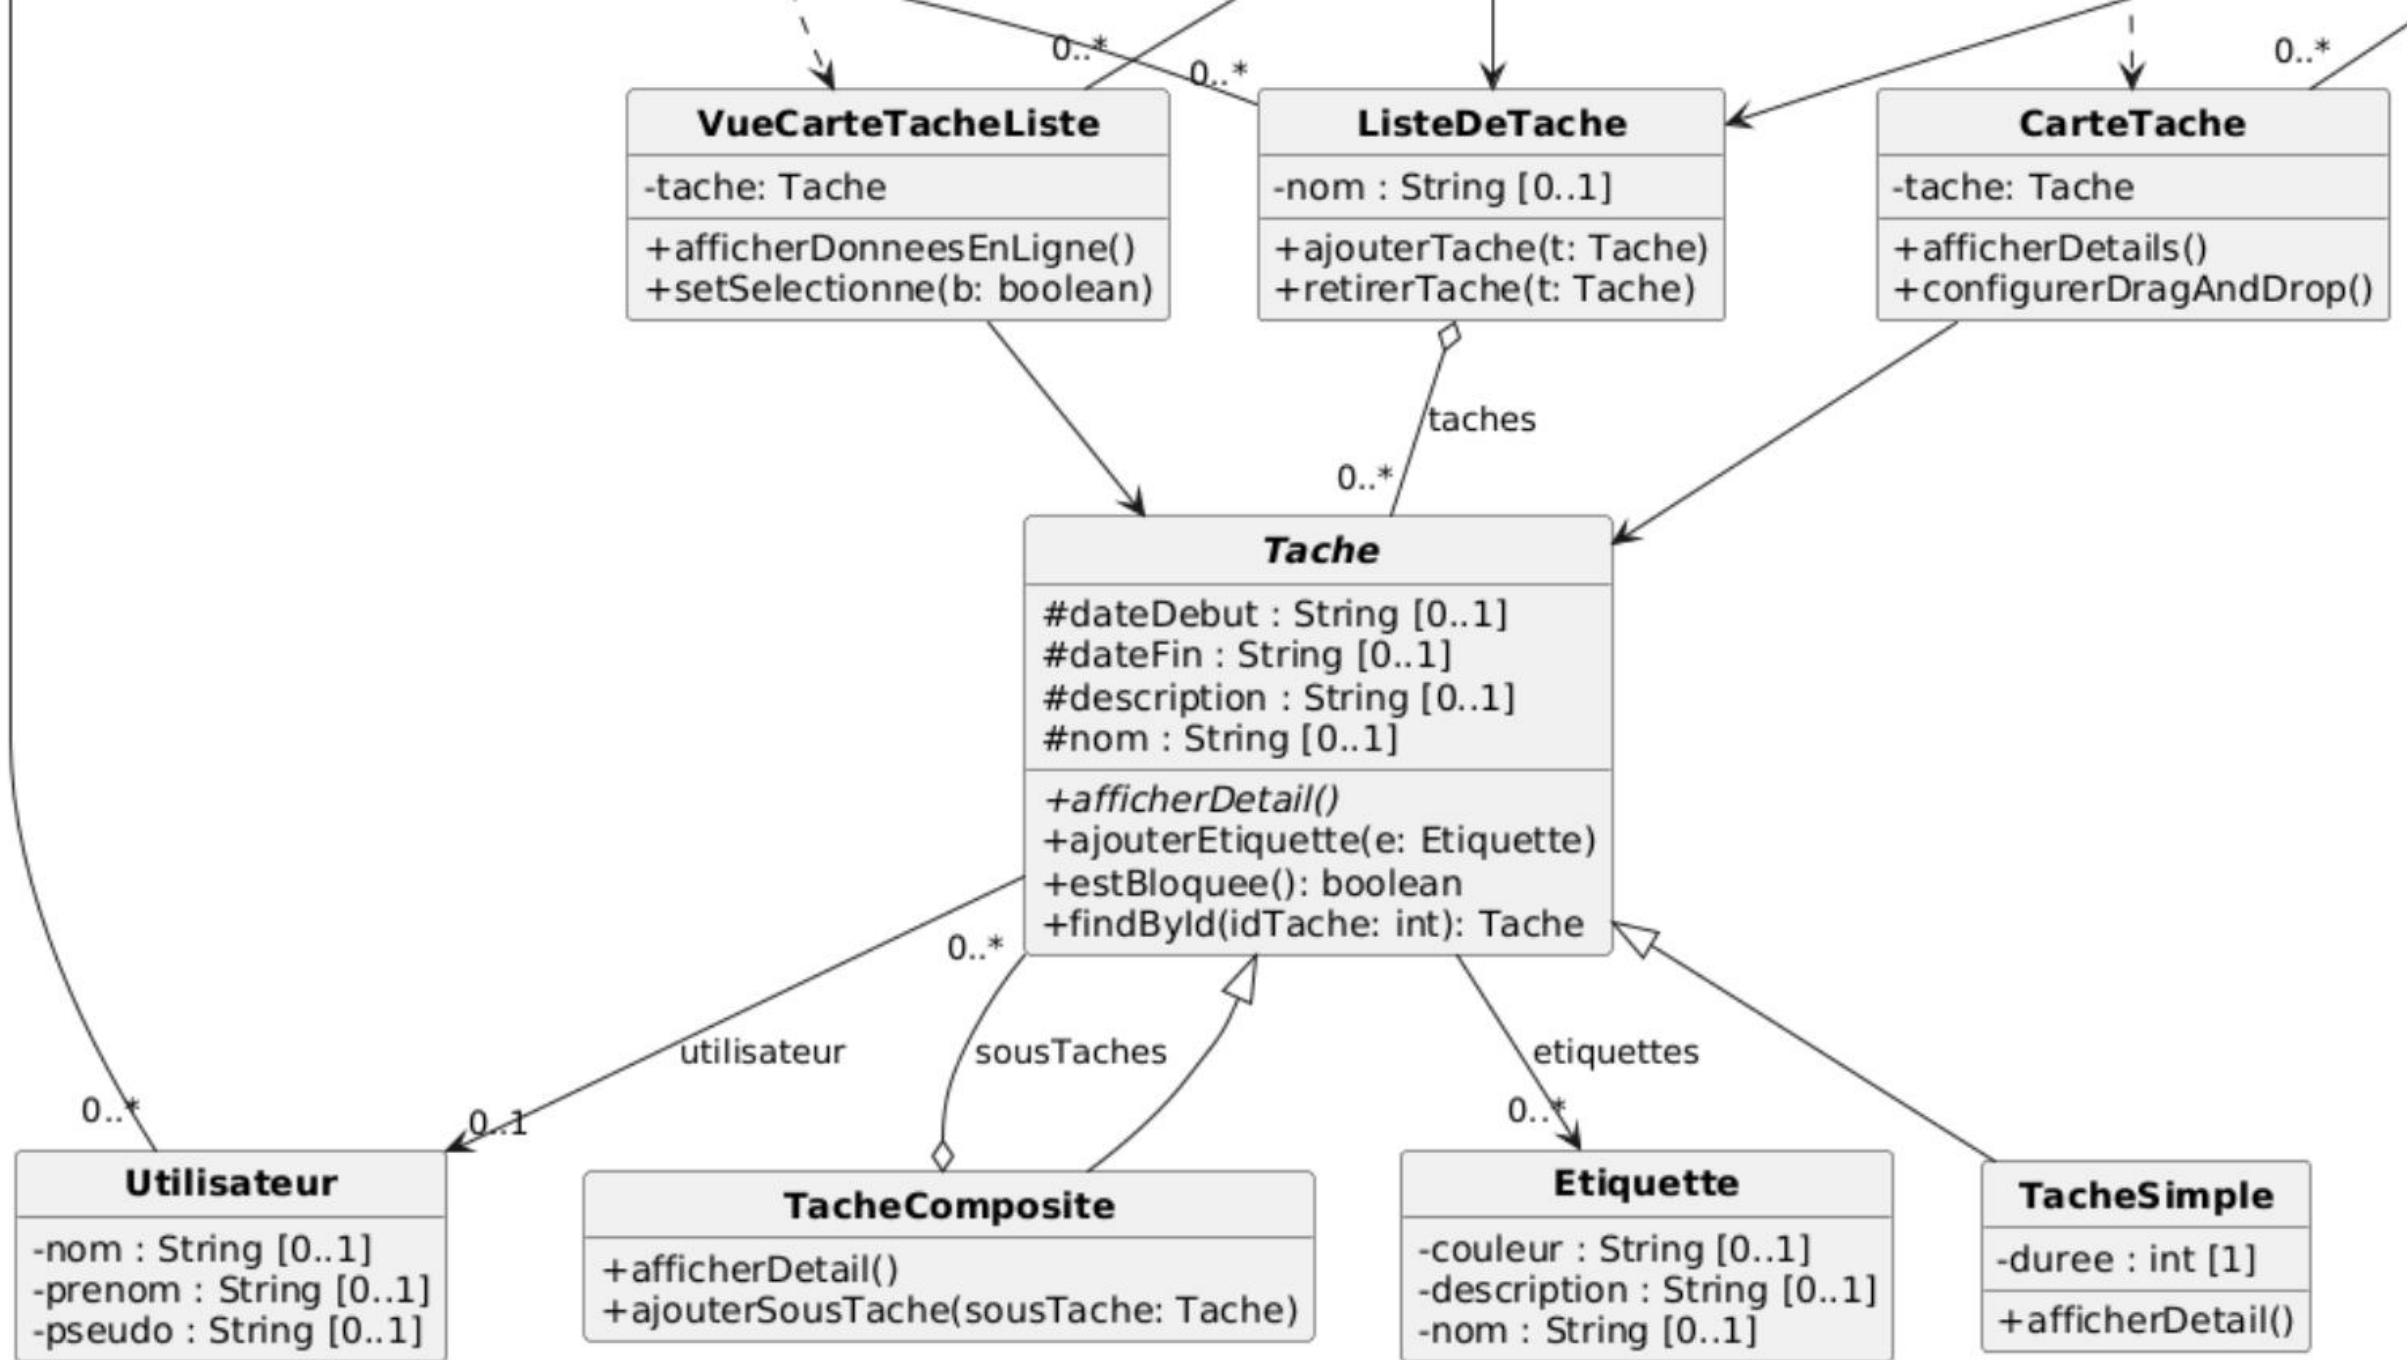 0..*
0..*
0..*
VueCarteTacheListe
-tache: Tache
+afficherDonneesEnLigne()
+setSelectionne(b: boolean)
ListeDeTache
-nom : String [0..1]
+ajouterTache(t: Tache)
+retirerTache(t: Tache)
CarteTache
-tache: Tache
+afficherDetails()
+configurerDragAndDrop()
taches
0..*
Tache
#dateDebut : String [0..1]
#dateFin : String [0..1]
#description : String [0..1]
#nom : String [0..1]
+afficherDetail()
+ajouterEtiquette(e: Etiquette)
+estBloquee(): boolean
+findById(idTache: int): Tache
0..*
utilisateur
sousTaches
etiquettes
0..*
0..1
0..*
Utilisateur
-nom : String [0..1]
-prenom : String [0..1]
-pseudo : String [0..1]
TacheComposite
+afficherDetail()
+ajouterSousTache(sousTache: Tache)
Etiquette
-couleur : String [0..1]
-description : String [0..1]
-nom : String [0..1]
TacheSimple
-duree : int [1]
+afficherDetail()